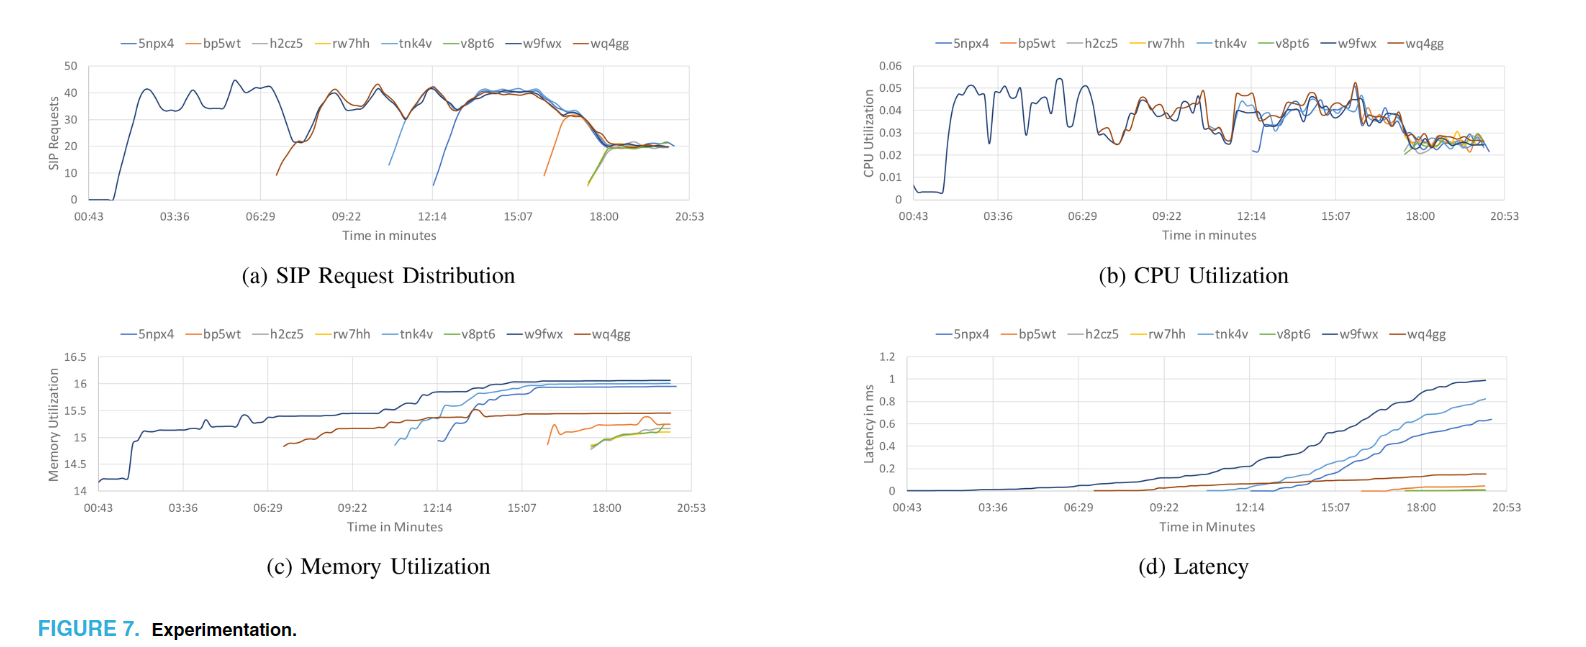 5npx4 bp5wt h2cz5 rw7hh tnk4v v8pt6 w9fwx wq4gg
50
40
30
20
10
0
SIP Requests
00:43 03:36 06:29 09:22 12:14 15:07 18:00 20:53
Time in minutes
(a) SIP Request Distribution
5npx4 bp5wt h2cz5 rw7hh tnk4v v8pt6 w9fwx wq4gg
0.06
0.05
0.04
0.03
0.02
0.01
0
CPU Utilization
00:43 03:36 06:29 09:22 12:14 15:07 18:00 20:53
Time in minutes
(b) CPU Utilization
5npx4 bp5wt h2cz5 rw7hh tnk4v v8pt6 w9fwx wq4gg
16.5
16
15.5
15
14.5
14
Memory Utilization
00:43 03:36 06:29 09:22 12:14 15:07 18:00 20:53
Time in Minutes
(c) Memory Utilization
5npx4 bp5wt h2cz5 rw7hh tnk4v v8pt6 w9fwx wq4gg
1.2
1
0.8
0.6
0.4
0.2
0
Latency in ms
00:43 03:36 06:29 09:22 12:14 15:07 18:00 20:53
Time in Minutes
(d) Latency
FIGURE 7. Experimentation.